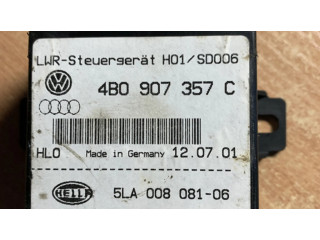 LWR-Steuergerät H01/SD006
4B0 907 357 C
HLO Made in Germany 12.07.01
HELLA 5LA 008 081-06